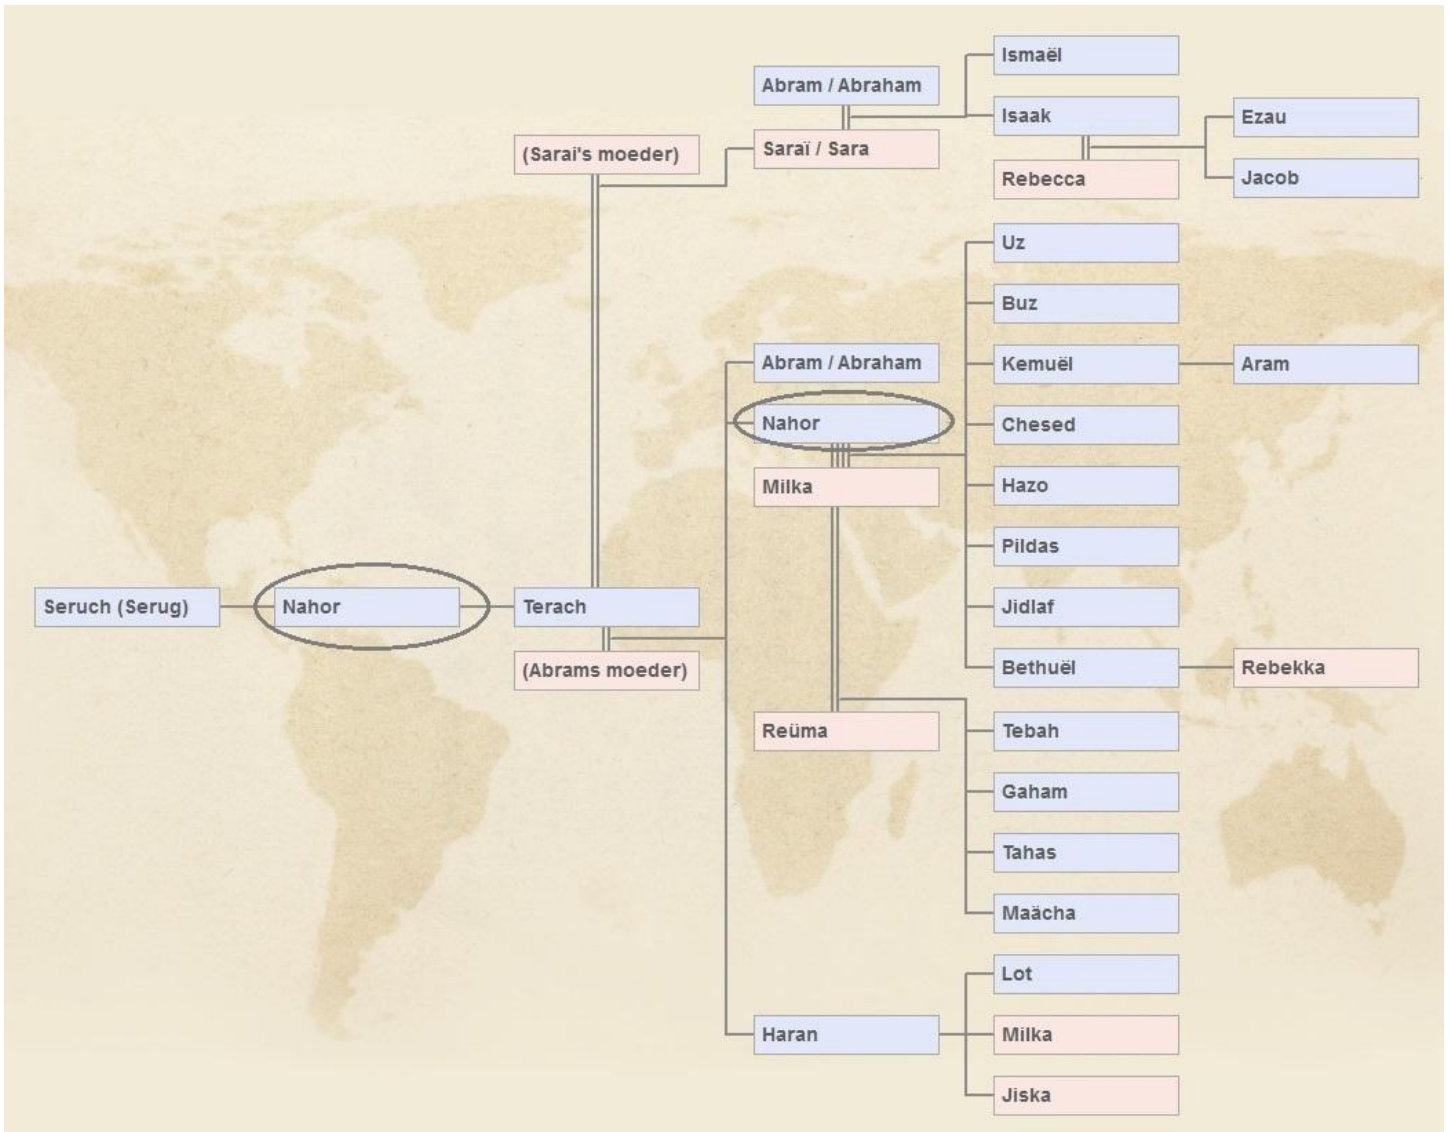 Ismaël
Abram / Abraham
Isaak
Ezau
(Sarai's moeder)
Saraï / Sara
Rebecca
Jacob
Uz
Buz
Abram / Abraham
Kemuël
Aram
Nahor
Chesed
Milka
Hazo
Pildas
Seruch (Serug)
Nahor
Terach
Jidlaf
(Abrams moeder)
Bethuël
Rebekka
Reüma
Tebah
Gaham
Tahas
Maächa
Lot
Haran
Milka
Jiska